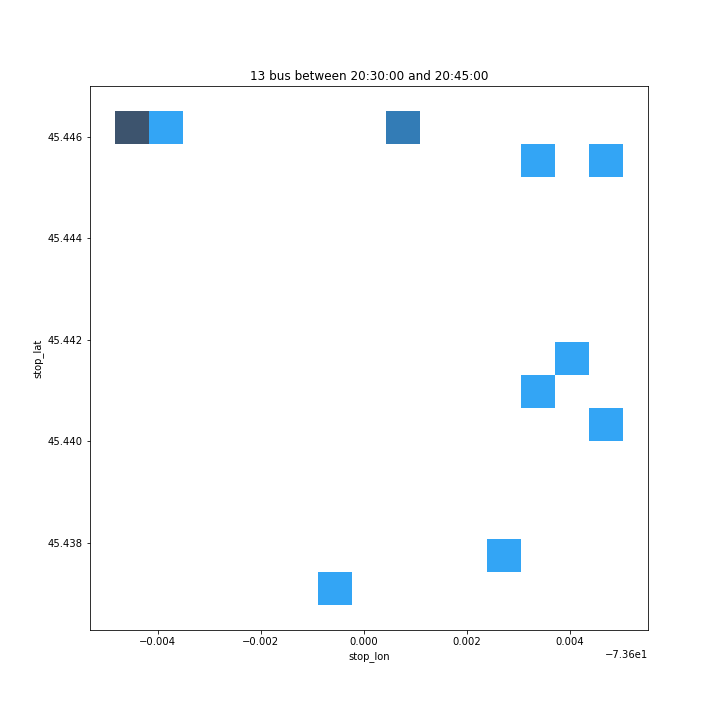 13 bus between 20:30:00 and 20:45:00
45.446
45.444
45.442
45.440
45.438
stop_lat
−0.004 −0.002 0.000 0.002 0.004
stop_lon
−7.36e1